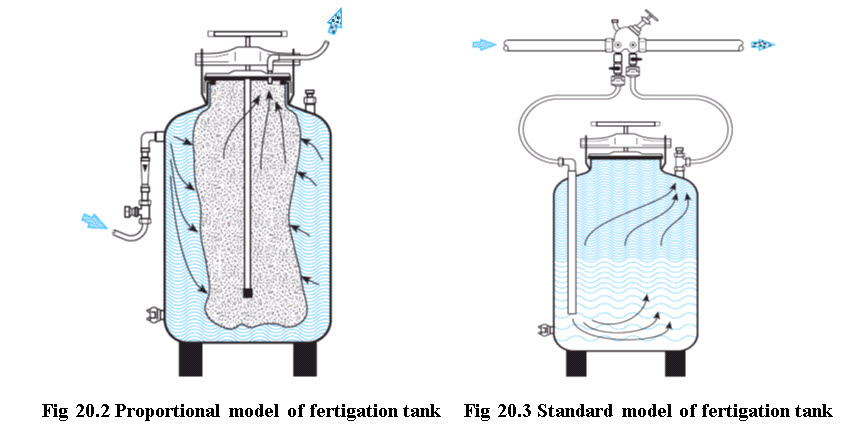 Fig 20.2 Proportional model of fertigation tank
Fig 20.3 Standard model of fertigation tank